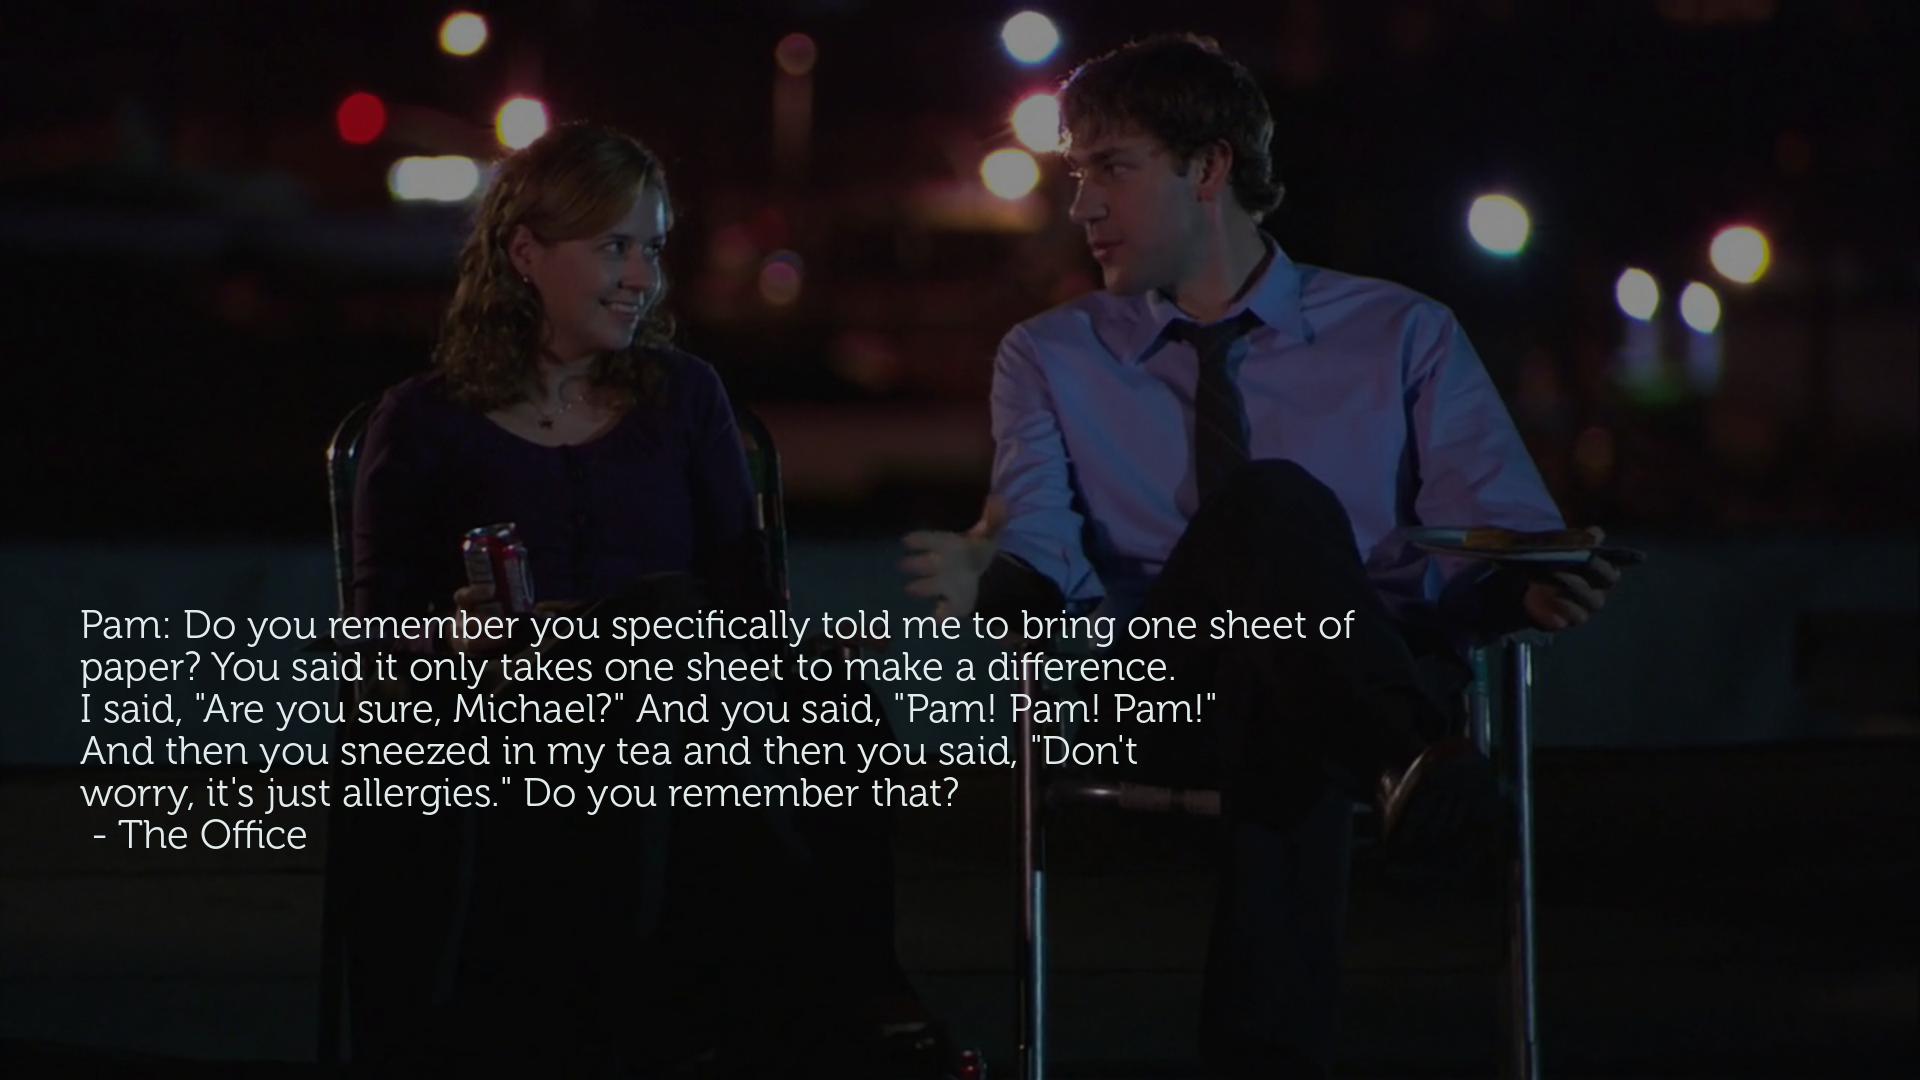 Pam: Do you remember you specifically told me to bring one sheet of
paper? You said it only takes one sheet to make a difference.
I said, "Are you sure, Michael?" And you said, "Pam! Pam! Pam!"
And then you sneezed in my tea and then you said, "Don't
worry, it's just allergies." Do you remember that?
- The Office